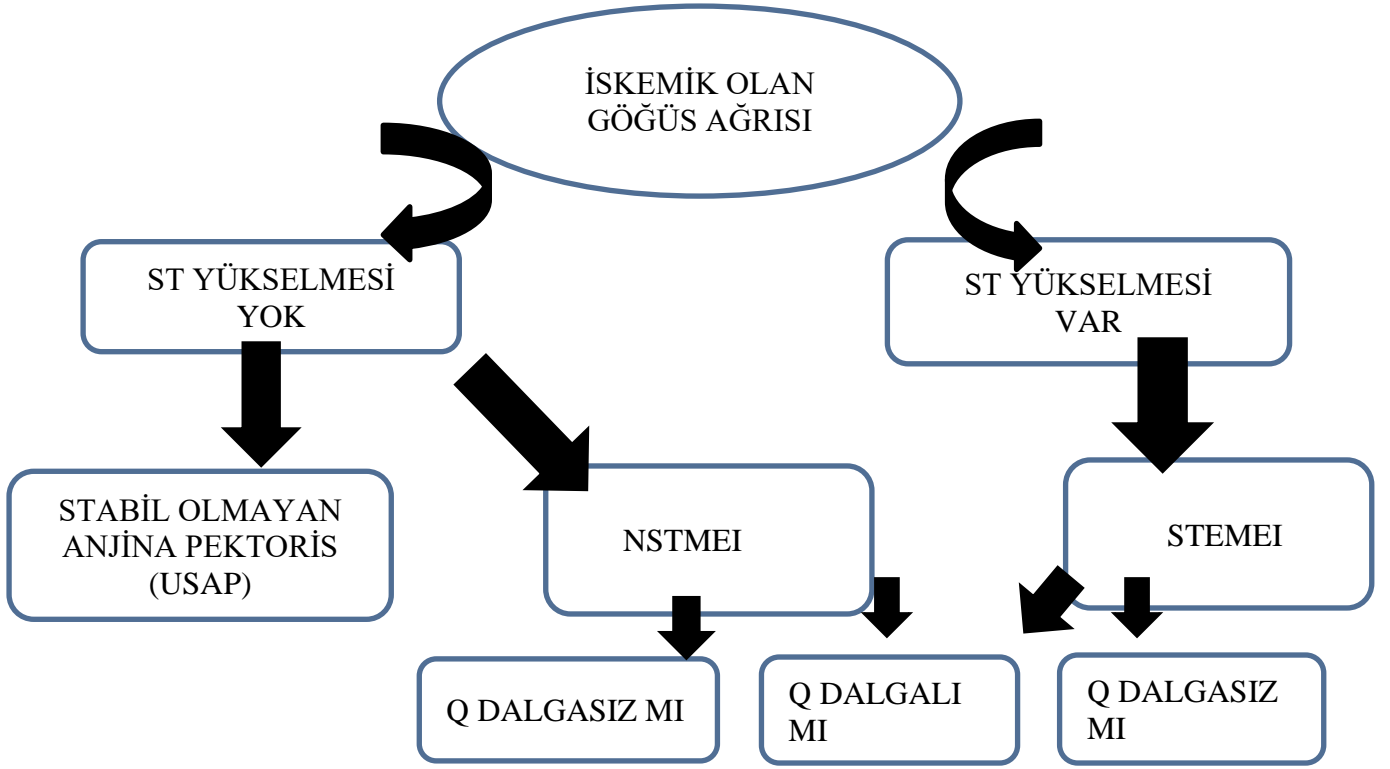 İSKEMİK OLAN
GÖĞÜS AĞRISI
ST YÜKSELMESİ
YOK
ST YÜKSELMESİ
VAR
STABİL OLMAYAN
ANJİNA PEKTORİS
(USAP)
NSTMEI
STEMEI
Q DALGASIZ MI
Q DALGALI
MI
Q DALGASIZ
MI